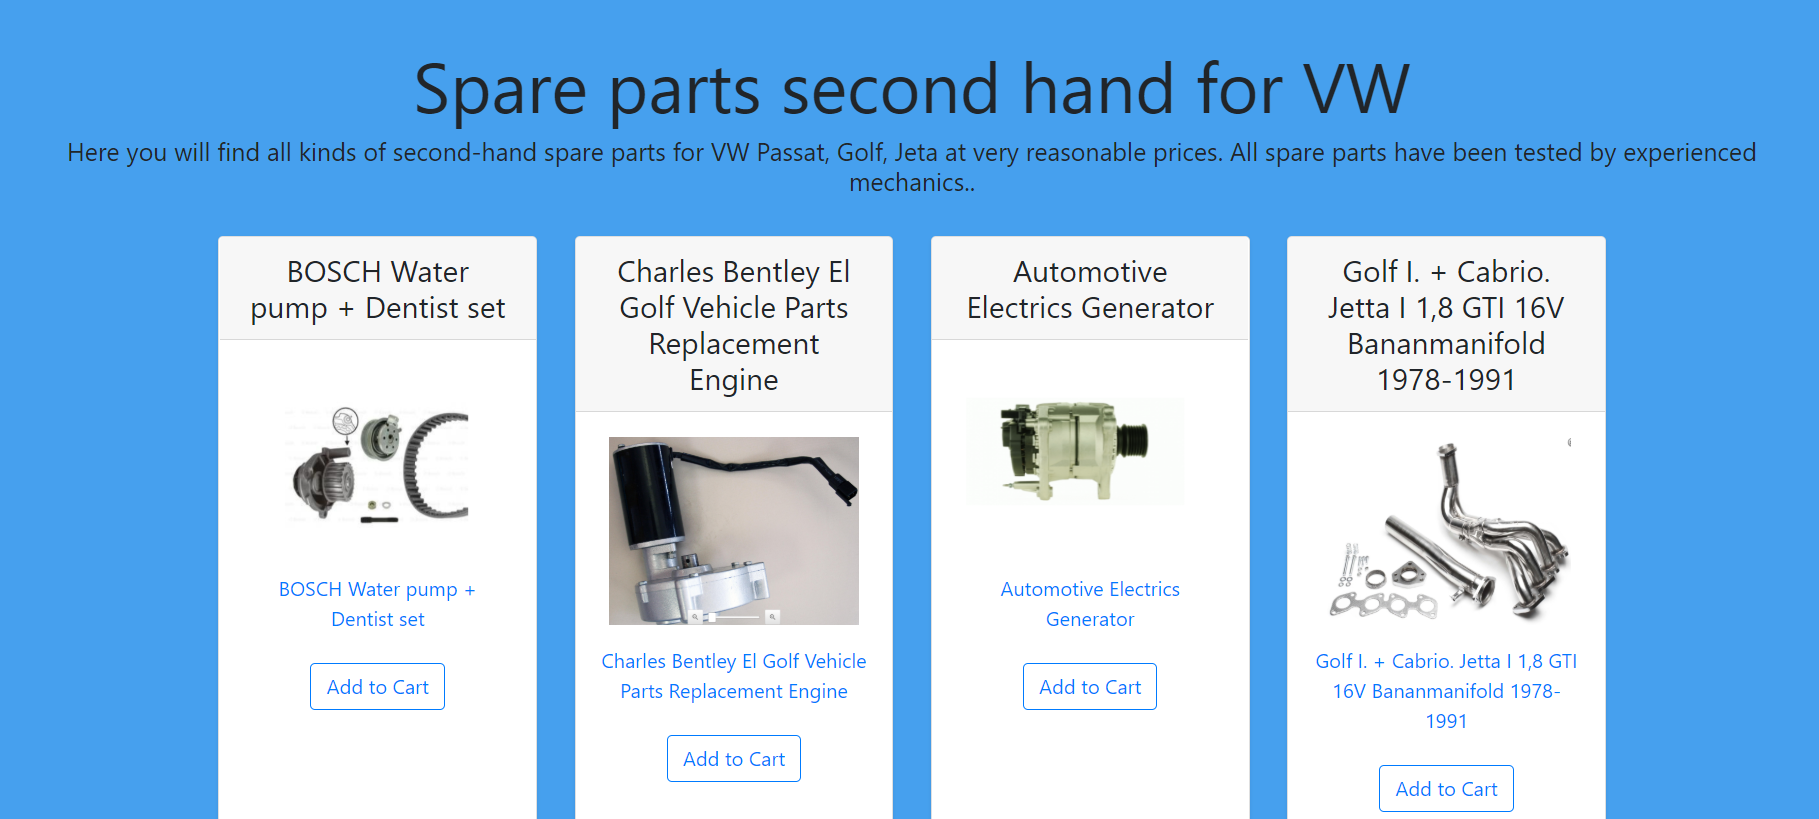 Spare parts second hand for VW
Here you will find all kinds of second-hand spare parts for VW Passat, Golf, Jeta at very reasonable prices. All spare parts have been tested by experienced
mechanics..
BOSCH Water
pump + Dentist set
BOSCH Water pump +
Dentist set
Add to Cart
Charles Bentley El
Golf Vehicle Parts
Replacement
Engine
Charles Bentley El Golf Vehicle
Parts Replacement Engine
Add to Cart
Automotive
Electrics Generator
Automotive Electrics
Generator
Add to Cart
Golf I. + Cabrio.
Jetta I 1,8 GTI 16V
Bananmanifold
1978-1991
Golf I. + Cabrio. Jetta I 1,8 GTI
16V Bananmanifold 1978-
1991
Add to Cart